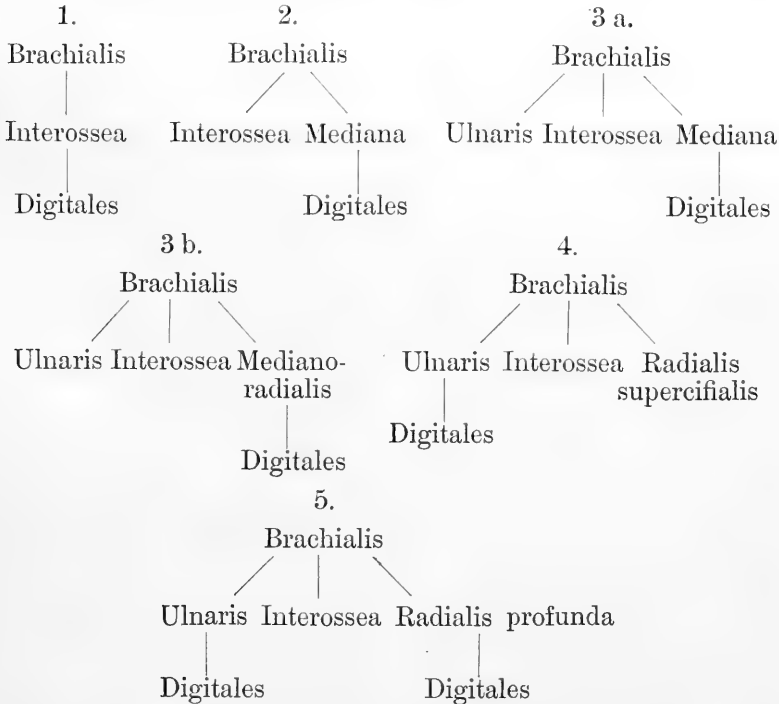 1. 2. 3 a.
Brachialis Brachialis Brachialis
Interossea Interossea Mediana Ulnaris Interossea Mediana
Digitales Digitales Digitales
3 b. 4.
Brachialis Brachialis
Ulnaris Interossea Mediano- Ulnaris Interossea Radialis
radialis supercifialis
Digitales
Digitales
5.
Brachialis
Ulnaris Interossea Radialis profunda
Digitales Digitales